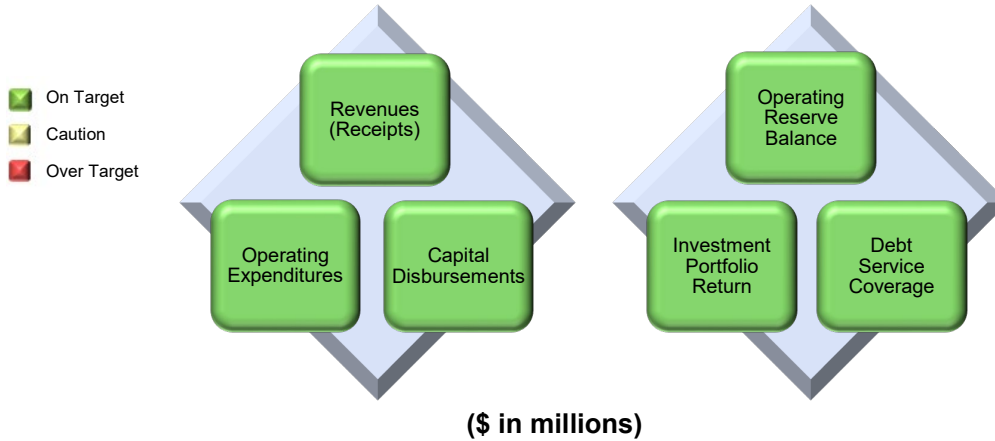 On Target
Caution
Over Target
Revenues
(Receipts)
Operating
Expenditures
Capital
Disbursements
Operating
Reserve
Balance
Investment
Portfolio
Return
Debt
Service
Coverage
($ in millions)